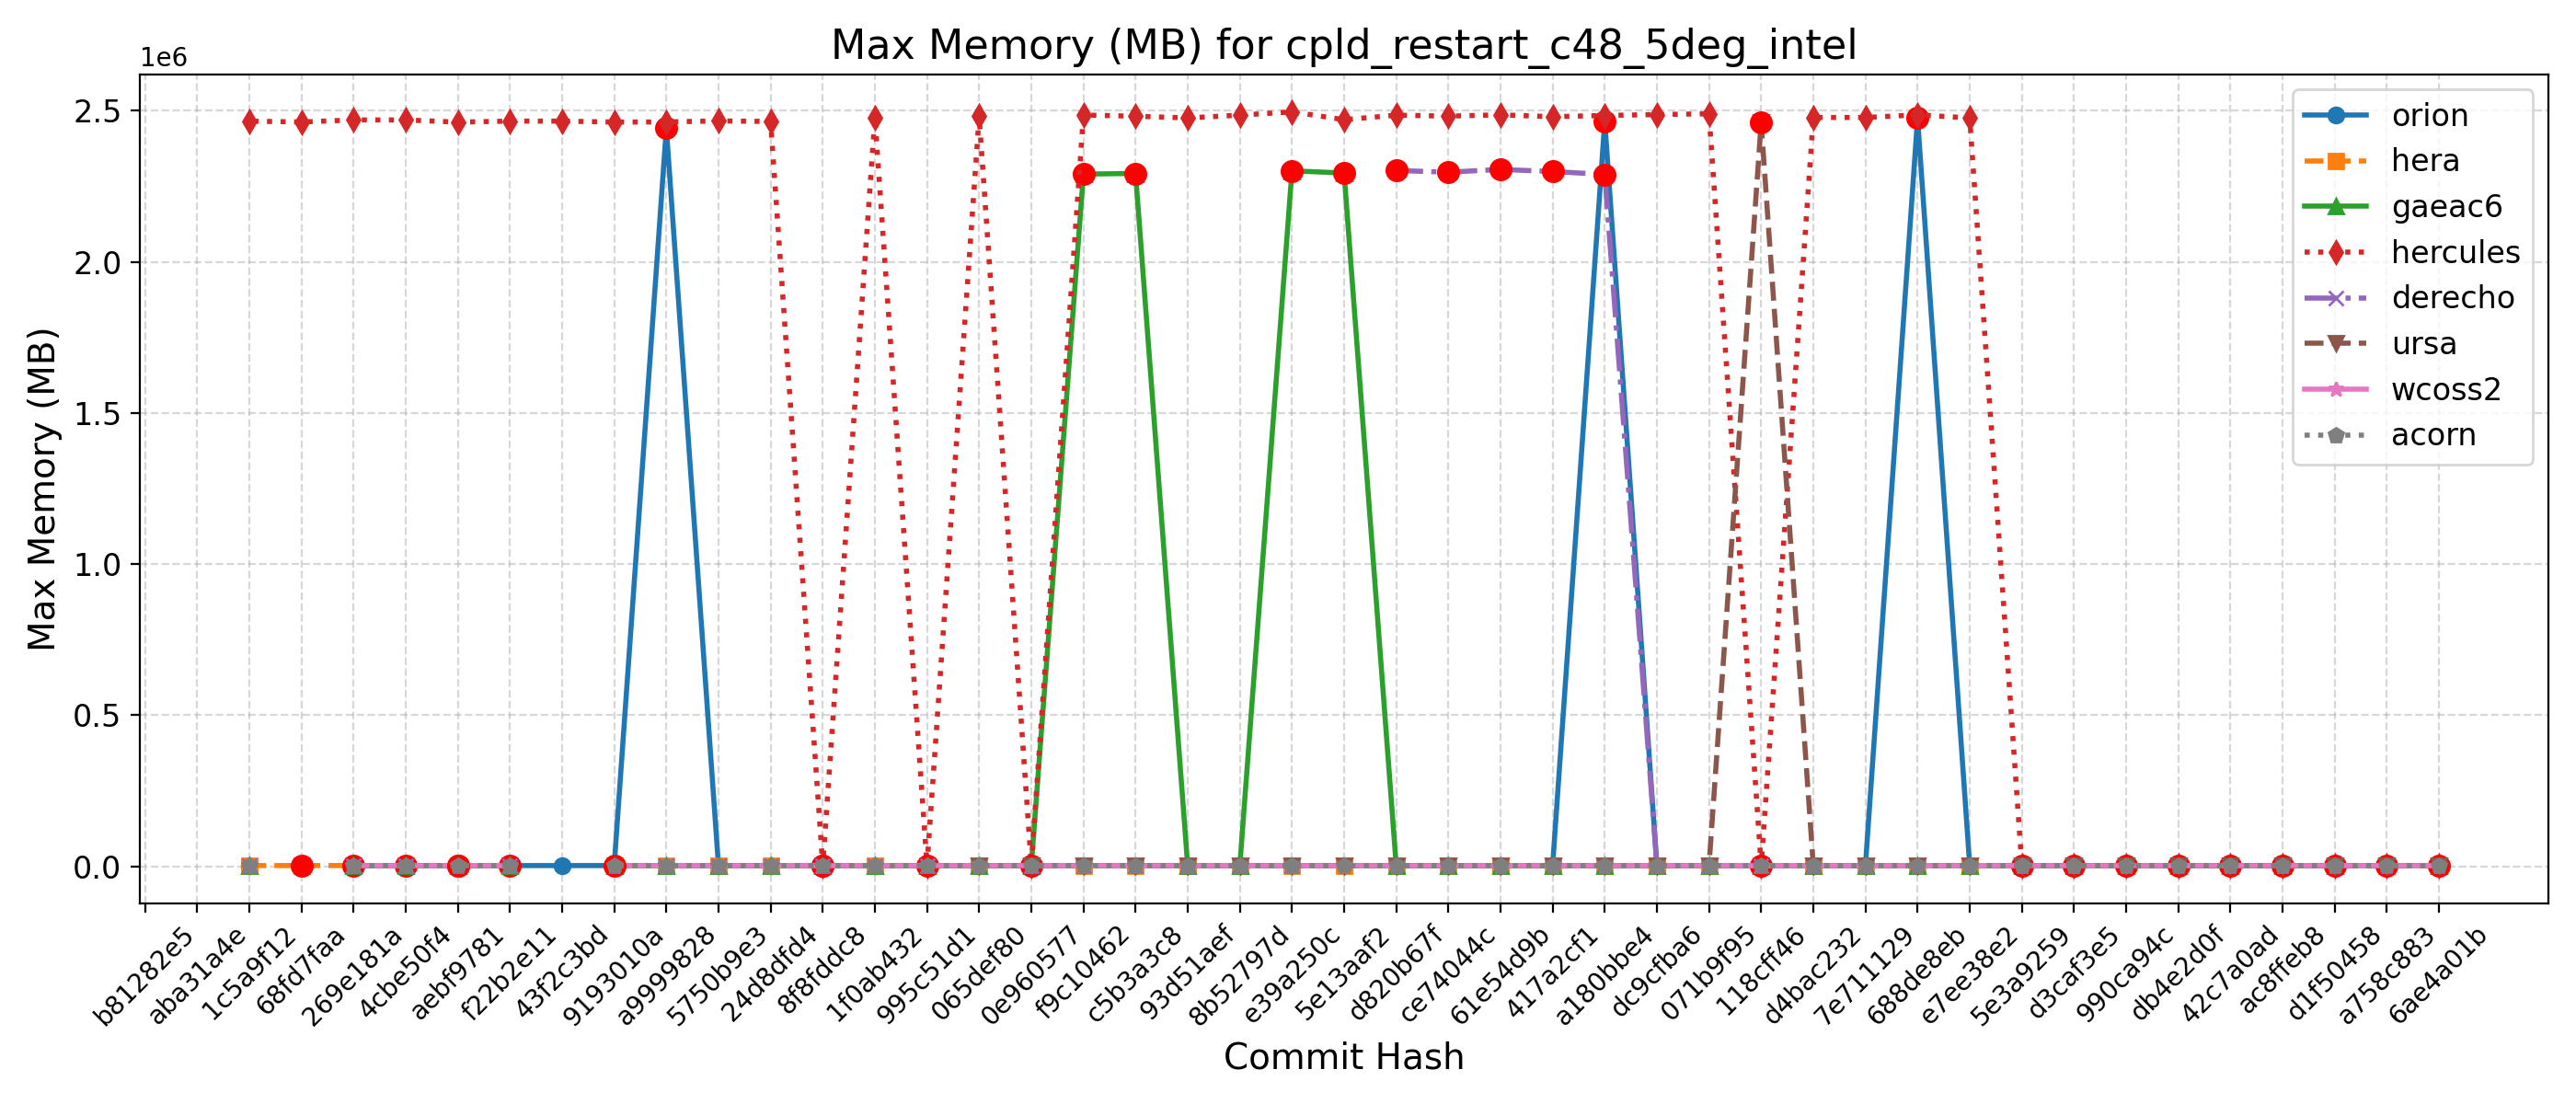 Max Memory (MB) for cpld_restart_c48_5deg_intel
1e6
2.5
2.0
1.5
1.0
0.5
0.0
Max Memory (MB)
orion
hera
gaeac6
hercules
derecho
ursa
wcoss2
acorn
b81282e5
aba31a4e
1c5a9f12
68fd7faa
269e181a
4cbe50f4
aebf9781
f22b2e11
43f2c3bd
9193010a
a9999828
5750b9e3
24d8dfd4
8f8fddc8
1f0ab432
995c51d1
065def80
0e960577
f9c10462
c5b3a3c8
93d51aef
8b52797d
e39a250c
5e13aaf2
d820b67f
ce74044c
61e54d9b
417a2cf1
a180bbe4
dc9cfba6
071b9f95
118cff46
d4bac232
7e711129
688de8eb
e7ee38e2
5e3a9259
d3caf3e5
990ca94c
db4e2d0f
42c7a0ad
ac8ffeb8
d1f50458
a758c883
6ae4a01b
Commit Hash